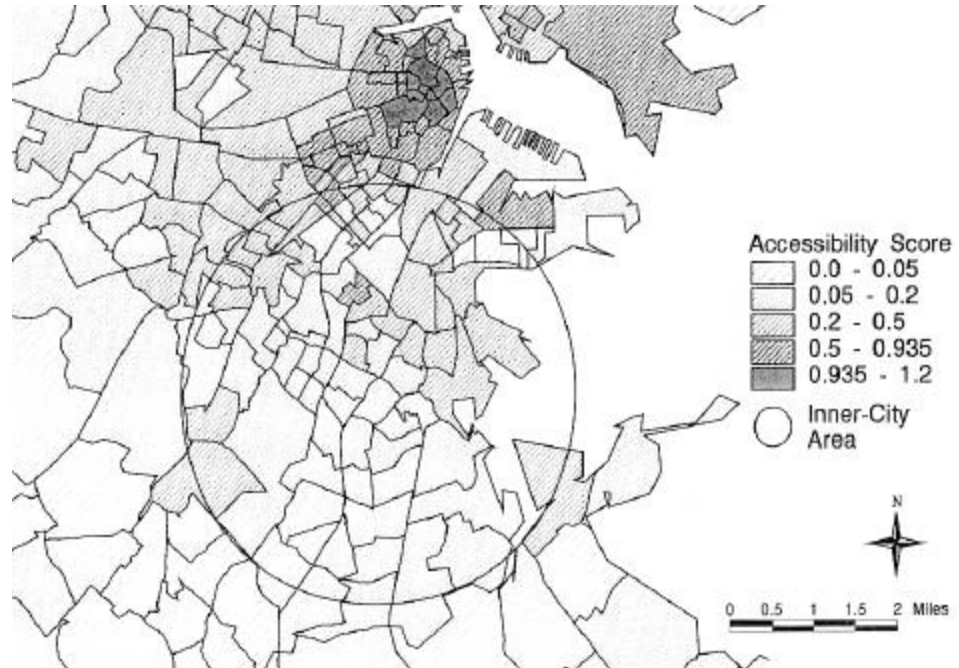 Accessibility Score
0.0 - 0.05
0.05 - 0.2
0.2 - 0.5
0.5 - 0.935
0.935 - 1.2
Inner-City
Area
N
0 0.5 1 1.5 2 Miles